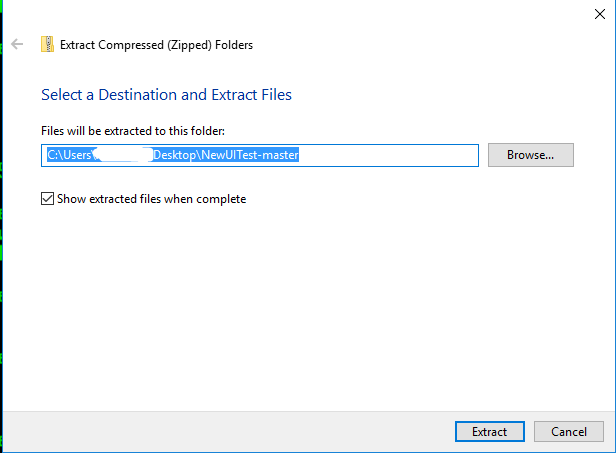 Extract Compressed (Zipped) Folders
Select a Destination and Extract Files
Files will be extracted to this folder:
C:\Users\ Desktop\NewUITest-master
Browse...
Show extracted files when complete
Extract Cancel